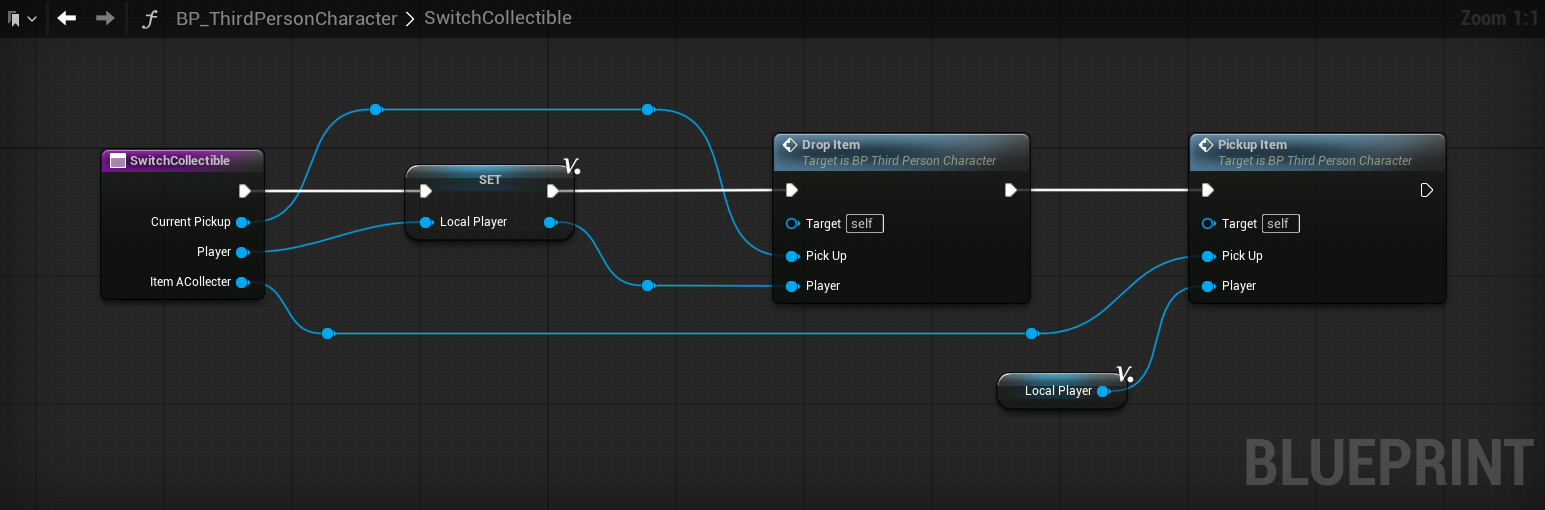 BP_ThirdPersonCharacter > SwitchCollectible
Zoom 1:1
SwitchCollectible
Current Pickup
Player
Item ACollecter
SET
Local Player
Drop Item
Target is BP Third Person Character
Target self
Pick Up
Player
Pickup Item
Target is BP Third Person Character
Target self
Pick Up
Player
Local Player
BLUEPRINT